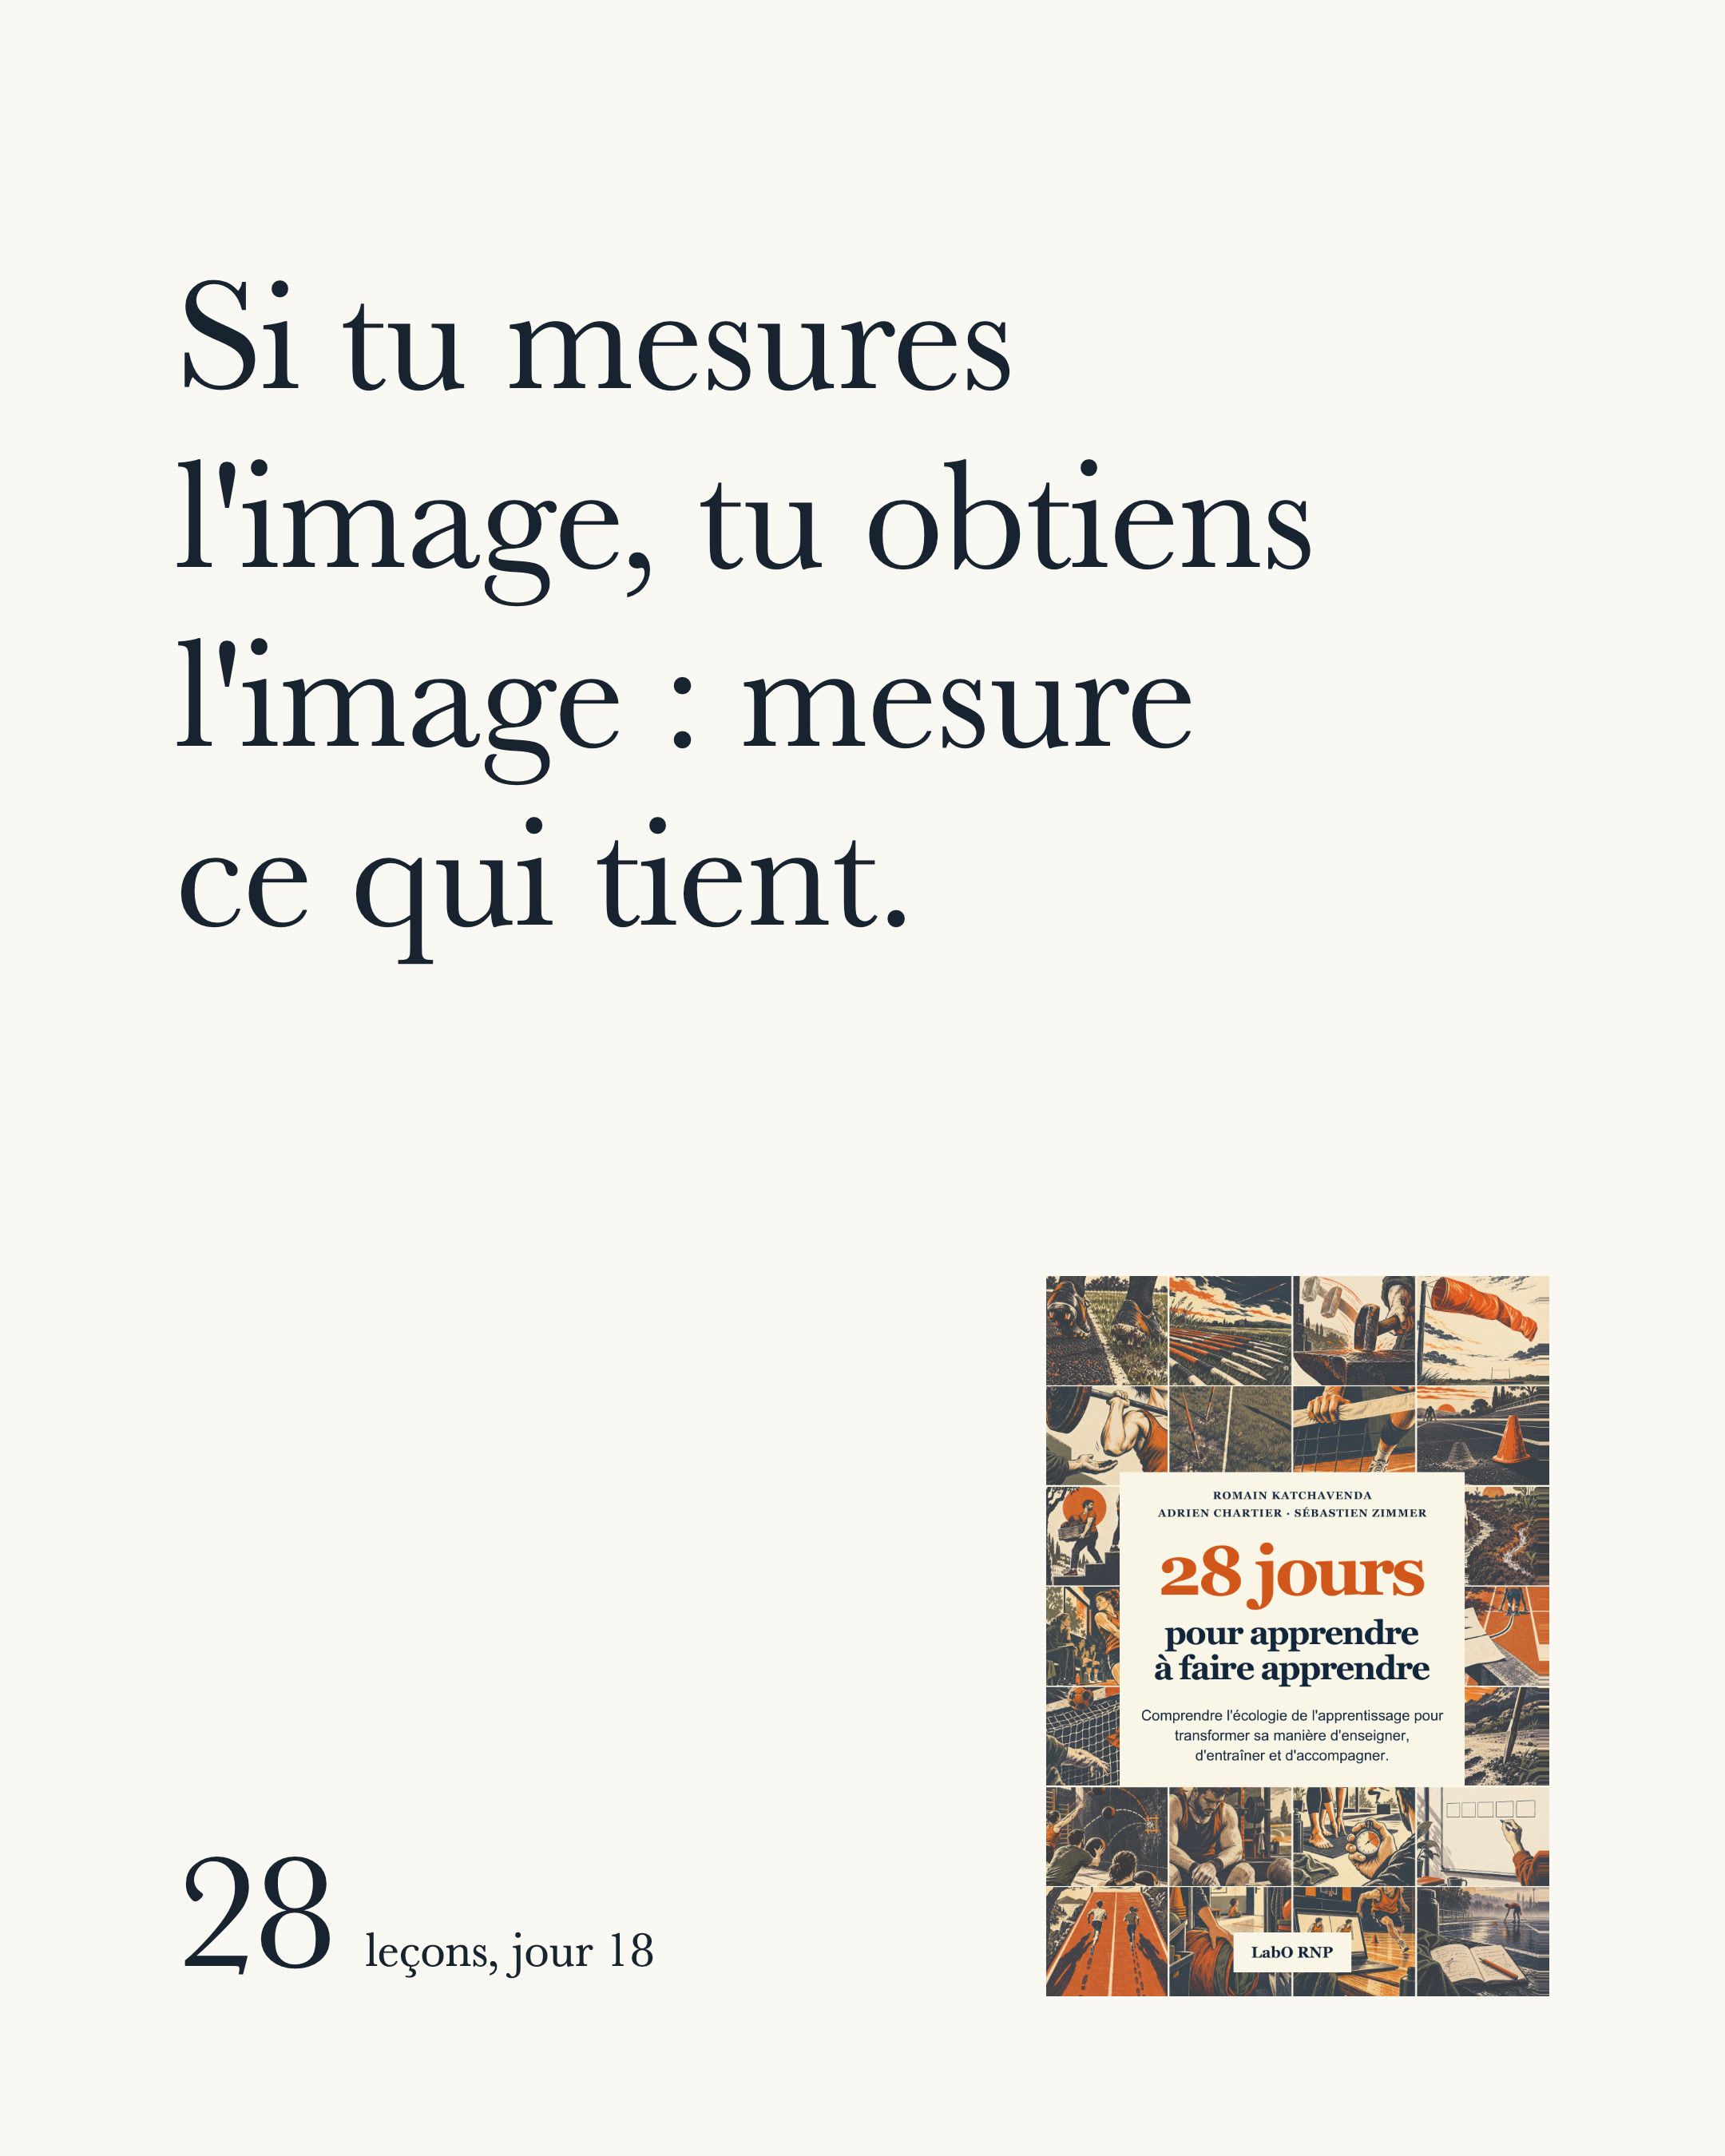 Si tu mesures
l'image, tu obtiens
l'image : mesure
ce qui tient.
ROMAIN KATCHAVENDA
ADRIEN CHARTIER · SÉBASTIEN ZIMMER
28 jours
pour apprendre
à faire apprendre
Comprendre l'écologie de l'apprentissage pour
transformer sa manière d'enseigner,
d'entraîner et d'accompagner.
LabO RNP
28 leçons, jour 18